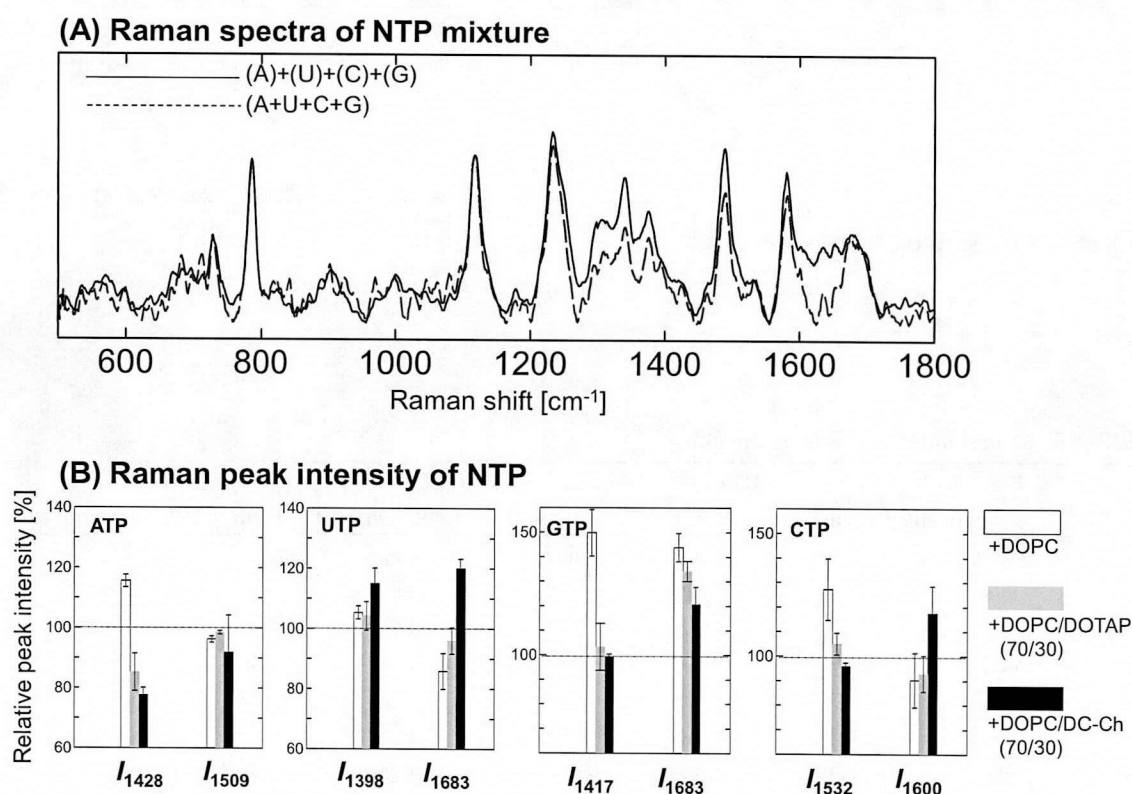 (A) Raman spectra of NTP mixture
(A)+(U)+(C)+(G)
(A+U+C+G)
600 800 1000 1200 1400 1600 1800
Raman shift [cm⁻¹]
(B) Raman peak intensity of NTP
Relative peak intensity [%]
140
120
100
80
60
ATP
I1428 I1509
140
120
100
80
60
UTP
I1398 I1683
150
100
GTP
I1417 I1683
150
100
CTP
I1532 I1600
+DOPC
+DOPC/DOTAP
(70/30)
+DOPC/DC-Ch
(70/30)